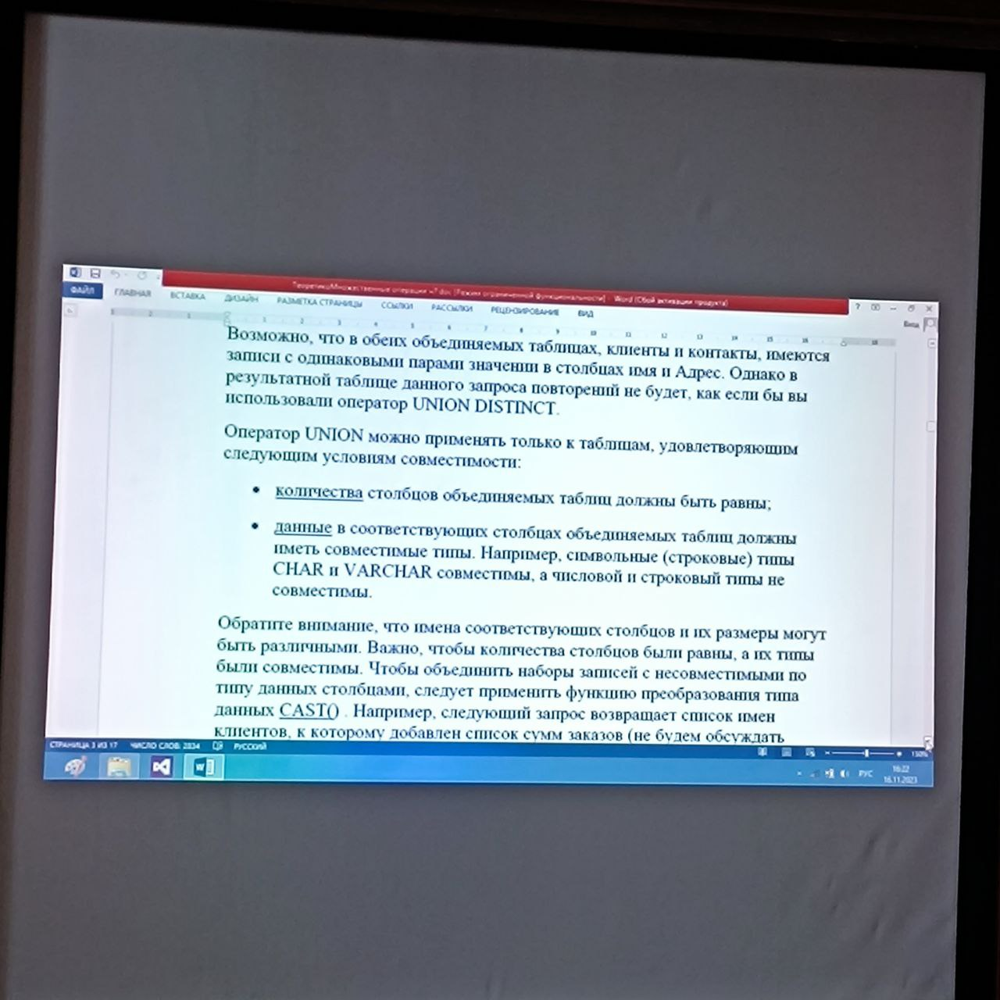 ТеоретикоМножественные операции ч7.doc [Режим ограниченной функциональности] - Word (Сбой активации продукта)
ФАЙЛ ГЛАВНАЯ ВСТАВКА ДИЗАЙН РАЗМЕТКА СТРАНИЦЫ ССЫЛКИ РАССЫЛКИ РЕЦЕНЗИРОВАНИЕ ВИД
Вход
Возможно, что в обеих объединяемых таблицах, клиенты и контакты, имеются
записи с одинаковыми парами значении в столбцах имя и Адрес. Однако в
результатной таблице данного запроса повторений не будет, как если бы вы
использовали оператор UNION DISTINCT.
Оператор UNION можно применять только к таблицам, удовлетворяющим
следующим условиям совместимости:
• количества столбцов объединяемых таблиц должны быть равны;
• данные в соответствующих столбцах объединяемых таблиц должны
иметь совместимые типы. Например, символьные (строковые) типы
CHAR и VARCHAR совместимы, а числовой и строковый типы не
совместимы.
Обратите внимание, что имена соответствующих столбцов и их размеры могут
быть различными. Важно, чтобы количества столбцов были равны, а их типы
были совместимы. Чтобы объединить наборы записей с несовместимыми по
типу данных столбцами, следует применить функцию преобразования типа
данных CAST() . Например, следующий запрос возвращает список имен
клиентов, к которому добавлен список сумм заказов (не будем обсуждать
СТРАНИЦА 3 ИЗ 17 ЧИСЛО СЛОВ: 2834 РУССКИЙ 130%
РУС 16:22
16.11.2023